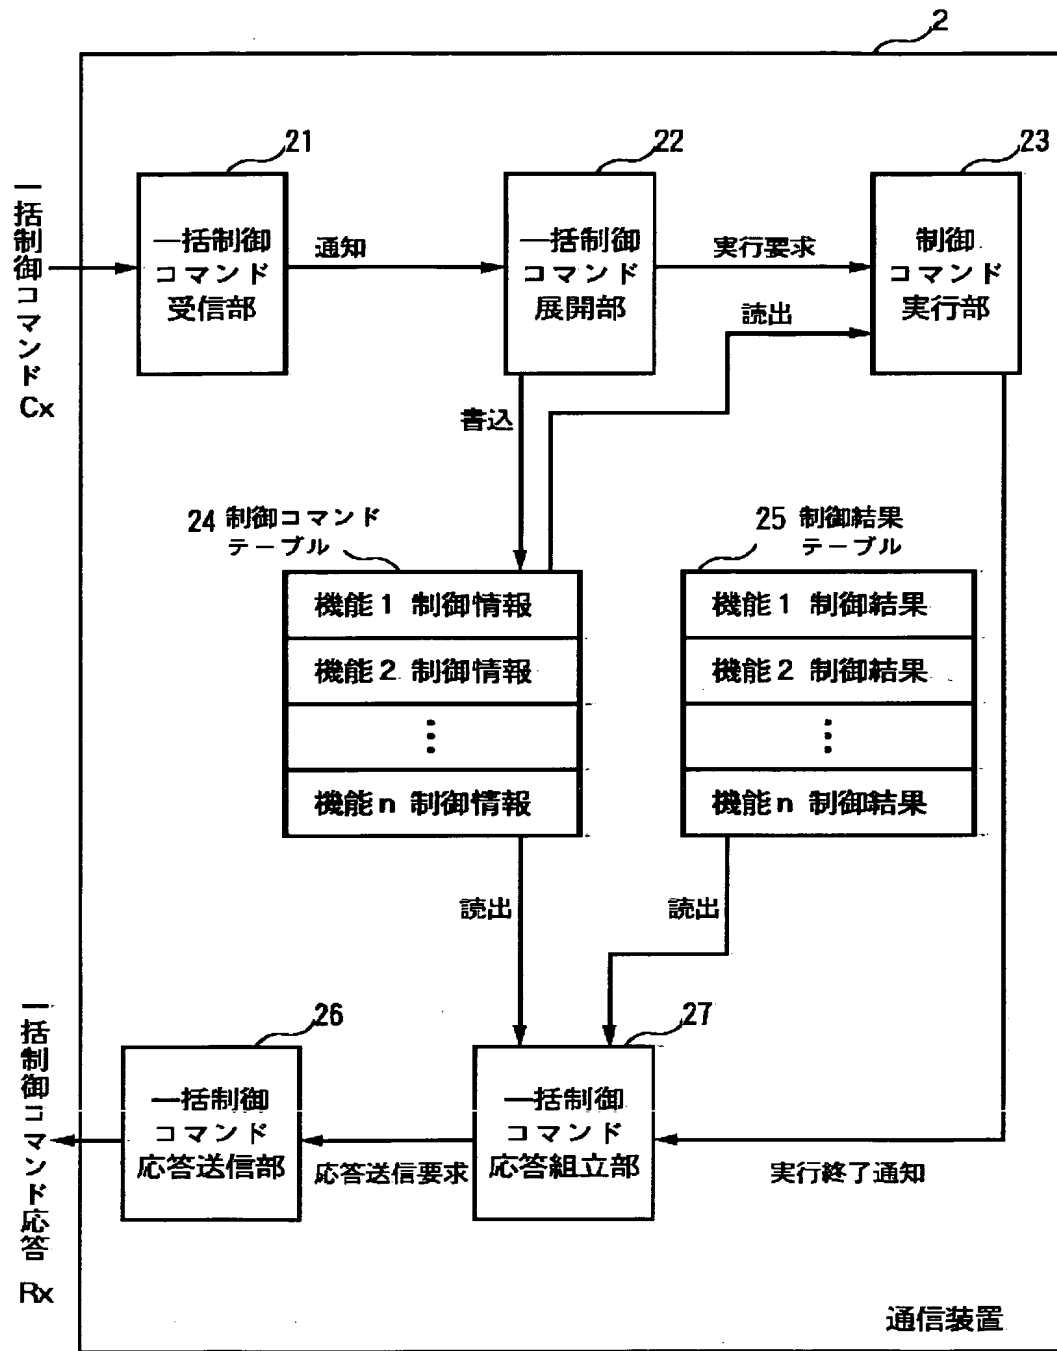 2
21
22
23
一括制御コマンド Cx
一括制御
コマンド
受信部
通知
一括制御
コマンド
展開部
実行要求
読出
制御
コマンド
実行部
書込
24 制御コマンド
テーブル
機能1 制御情報
機能2 制御情報
⋮
機能n 制御情報
25 制御結果
テーブル
機能1 制御結果
機能2 制御結果
⋮
機能n 制御結果
読出
読出
26
27
一括制御コマンド応答 Rx
一括制御
コマンド
応答送信部
応答送信要求
一括制御
コマンド
応答組立部
実行終了通知
通信装置